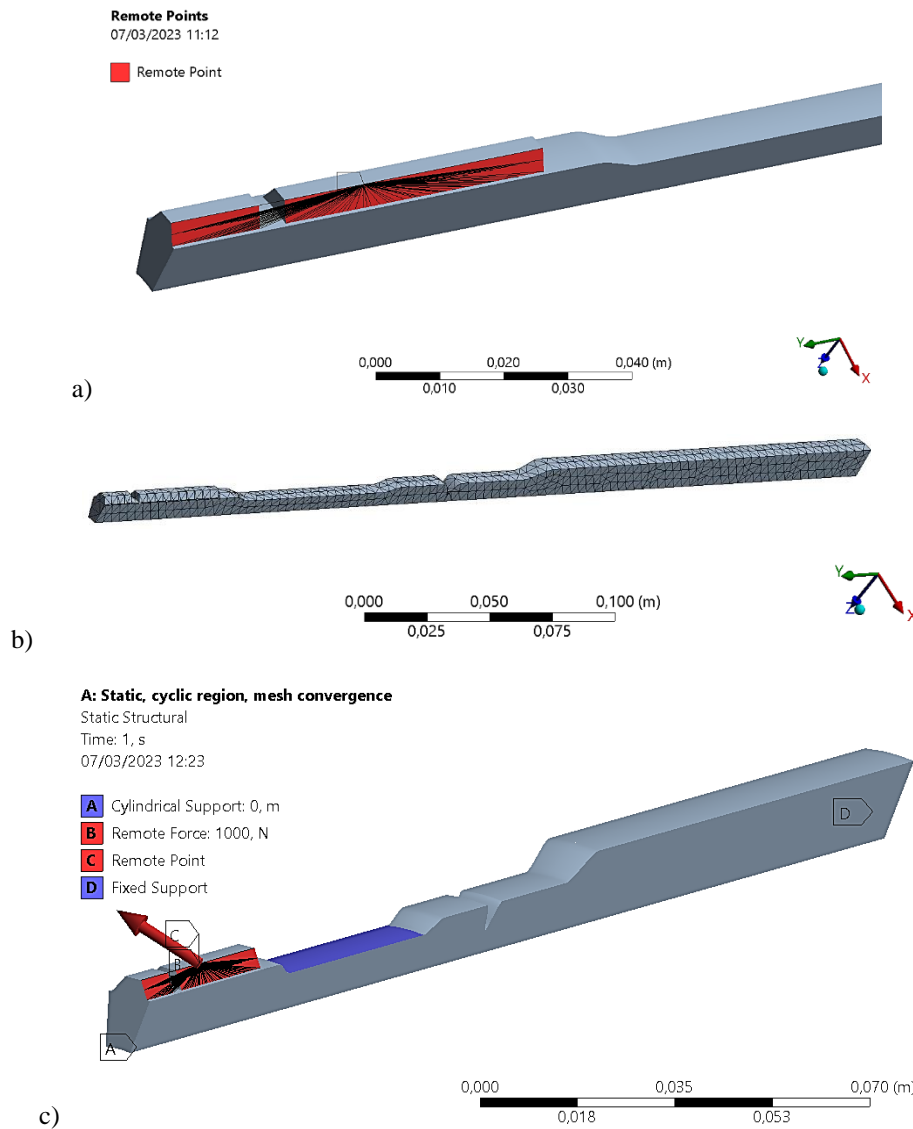 Remote Points
07/03/2023 11:12
Remote Point
0,000 0,020 0,040 (m)
0,010 0,030
Y Z X
a)
0,000 0,050 0,100 (m)
0,025 0,075
Y Z X
b)
A: Static, cyclic region, mesh convergence
Static Structural
Time: 1, s
07/03/2023 12:23
A Cylindrical Support: 0, m
B Remote Force: 1000, N
C Remote Point
D Fixed Support
D
C
B
A
0,000 0,035 0,070 (m)
0,018 0,053
c)